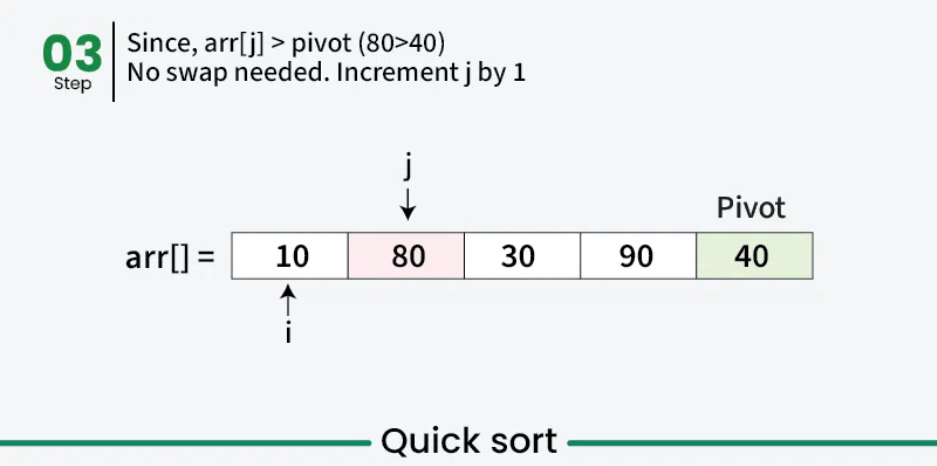 03
Step
Since, arr[j] > pivot (80>40)
No swap needed. Increment j by 1
j
Pivot
arr[] = 10 80 30 90 40
i
Quick sort